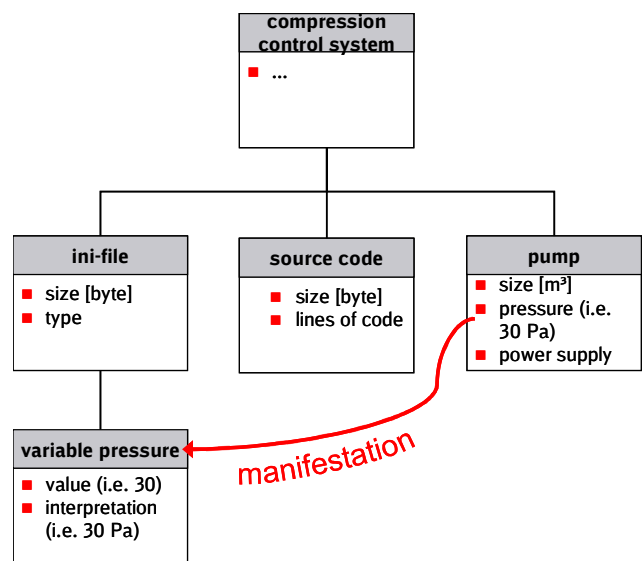 compression
control system
...
ini-file
size [byte]
type
source code
size [byte]
lines of code
pump
size [m³]
pressure (i.e.
30 Pa)
power supply
variable pressure
value (i.e. 30)
interpretation
(i.e. 30 Pa)
manifestation